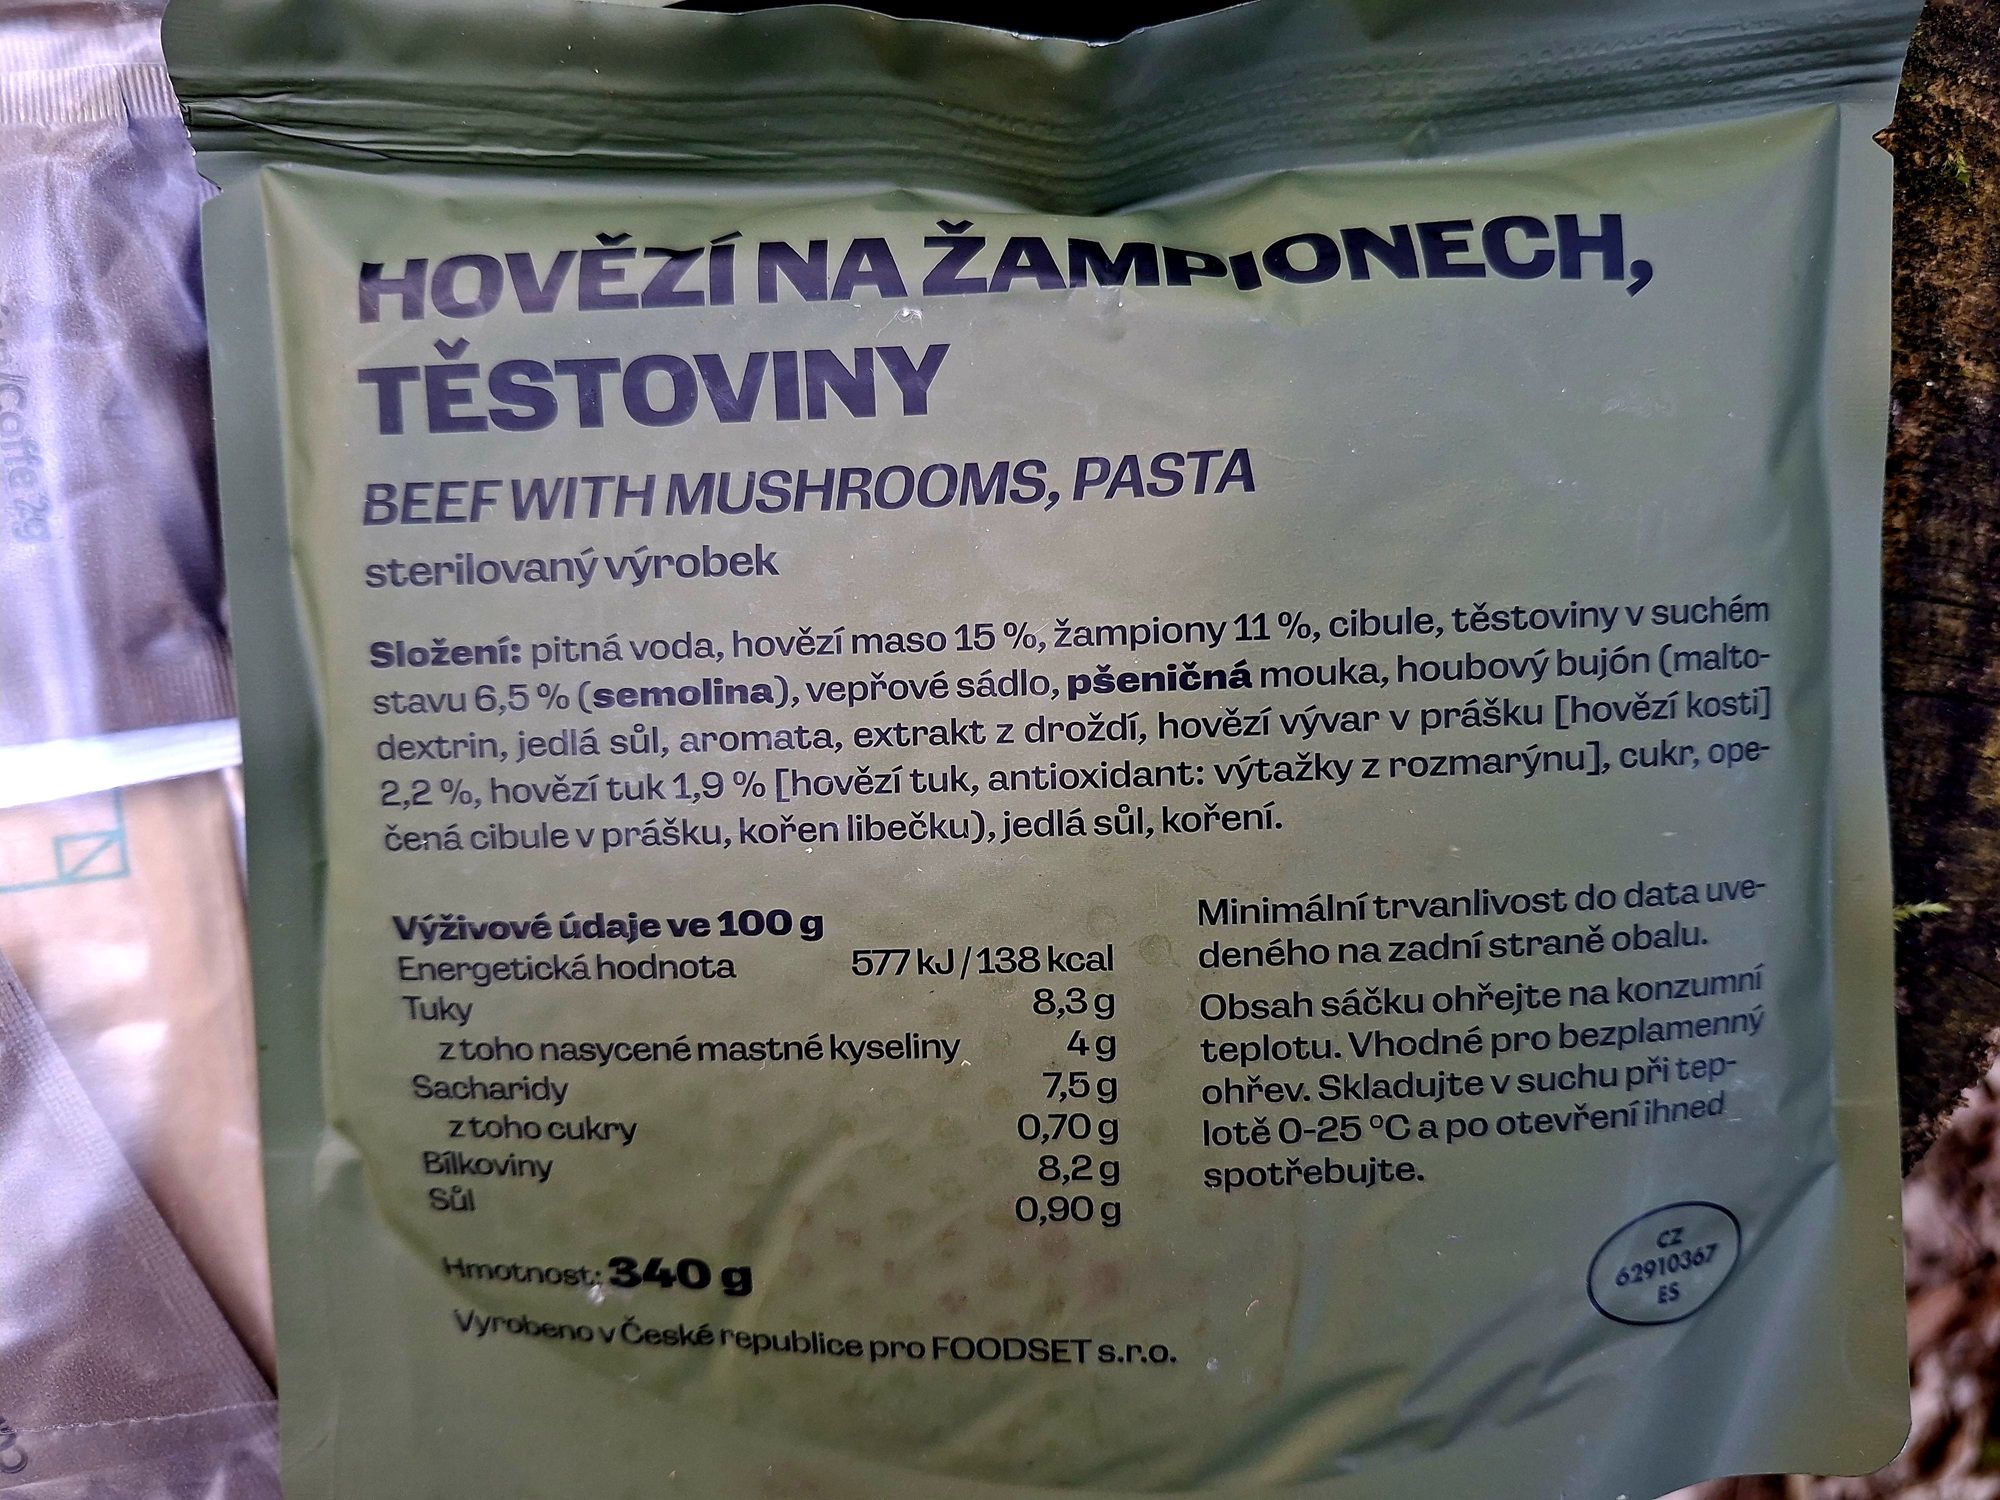 HOVĚZÍ NA ŽAMPIONECH,
TĚSTOVINY
BEEF WITH MUSHROOMS, PASTA
sterilovaný výrobek
Složení: pitná voda, hovězí maso 15 %, žampiony 11 %, cibule, těstoviny v suchém
stavu 6,5 % (semolina), vepřové sádlo, pšeničná mouka, houbový bujón (malto-
dextrin, jedlá sůl, aromata, extrakt z droždí, hovězí vývar v prášku [hovězí kosti]
2,2 %, hovězí tuk 1,9 % [hovězí tuk, antioxidant: výtažky z rozmarýnu], cukr, ope-
čená cibule v prášku, kořen libečku), jedlá sůl, koření.
Výživové údaje ve 100 g
Energetická hodnota 577 kJ / 138 kcal
Tuky 8,3 g
z toho nasycené mastné kyseliny 4 g
Sacharidy 7,5 g
z toho cukry 0,70 g
Bílkoviny 8,2 g
Sůl 0,90 g
Hmotnost: 340 g
Vyrobeno v České republice pro FOODSET s.r.o.
Minimální trvanlivost do data uve-
deného na zadní straně obalu.
Obsah sáčku ohřejte na konzumní
teplotu. Vhodné pro bezplamenný
ohřev. Skladujte v suchu při tep-
lotě 0-25 °C a po otevření ihned
spotřebujte.
CZ
62910367
ES
/coffe 2g